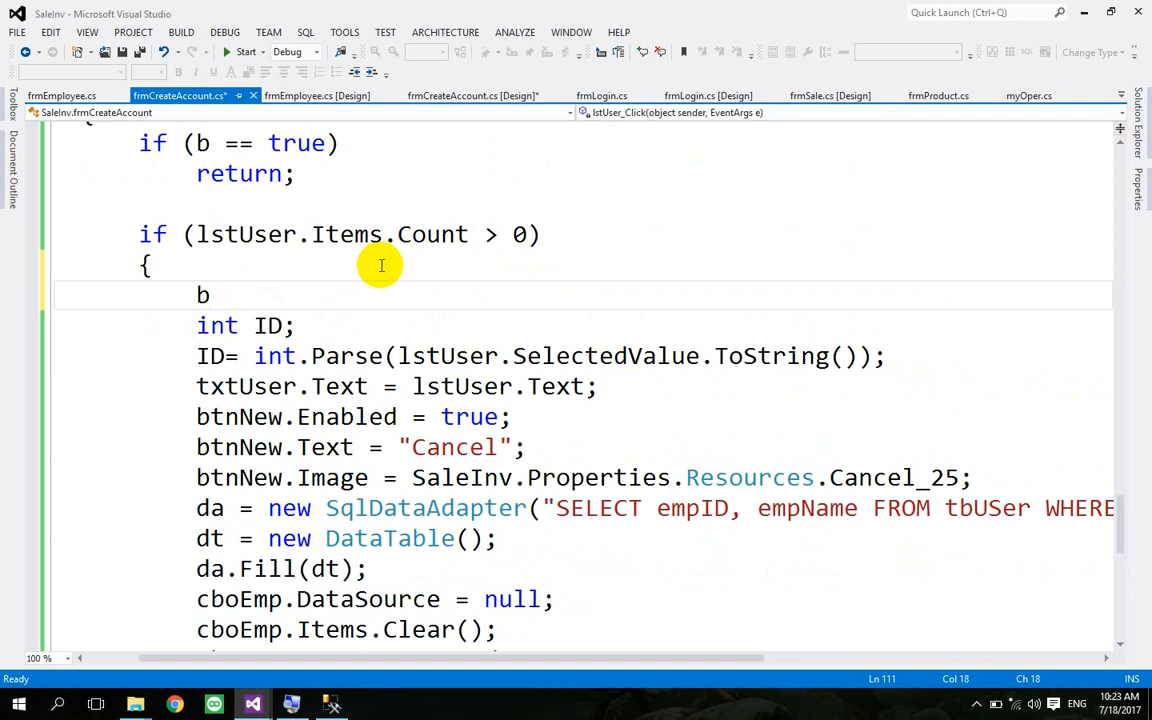 SaleInv - Microsoft Visual Studio
Quick Launch (Ctrl+Q)
FILE EDIT VIEW PROJECT BUILD DEBUG TEAM SQL TOOLS TEST ARCHITECTURE ANALYZE WINDOW HELP
Start Debug Change Type
frmEmployee.cs frmCreateAccount.cs* frmEmployee.cs [Design] frmCreateAccount.cs [Design]* frmLogin.cs frmLogin.cs [Design] frmSale.cs [Design] frmProduct.cs myOper.cs
SaleInv.frmCreateAccount lstUser_Click(object sender, EventArgs e)
Toolbox
Document Outline
Solution Explorer
Properties
{
if (b == true)
return;
if (lstUser.Items.Count > 0)
{
b
int ID;
ID= int.Parse(lstUser.SelectedValue.ToString());
txtUser.Text = lstUser.Text;
btnNew.Enabled = true;
btnNew.Text = "Cancel";
btnNew.Image = SaleInv.Properties.Resources.Cancel_25;
da = new SqlDataAdapter("SELECT empID, empName FROM tbUSer WHERE
dt = new DataTable();
da.Fill(dt);
cboEmp.DataSource = null;
cboEmp.Items.Clear();
100 %
Ready Ln 111 Col 18 Ch 18 INS
ENG 10:23 AM
7/18/2017